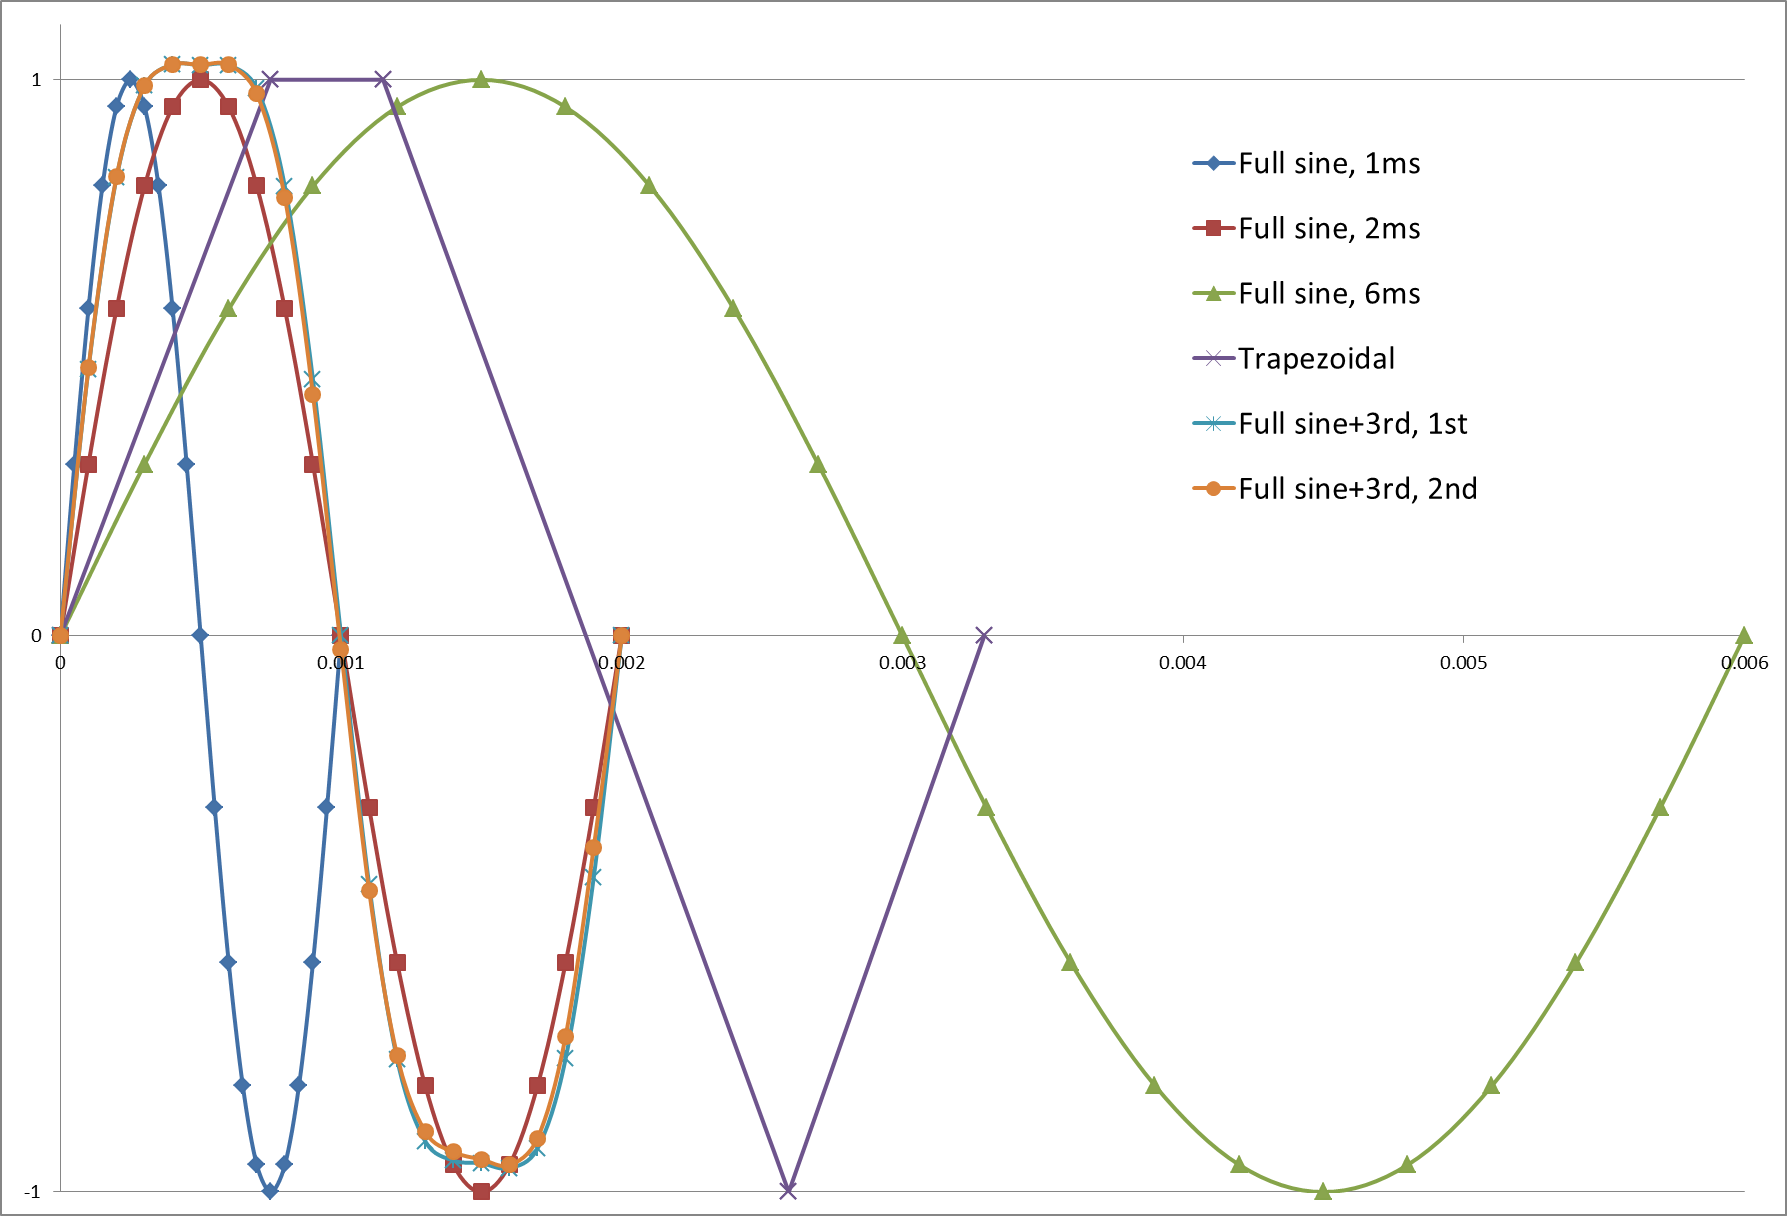 1
Full sine, 1ms
Full sine, 2ms
Full sine, 6ms
Trapezoidal
Full sine+3rd, 1st
Full sine+3rd, 2nd
0
0 0.001 0.002 0.003 0.004 0.005 0.006
-1